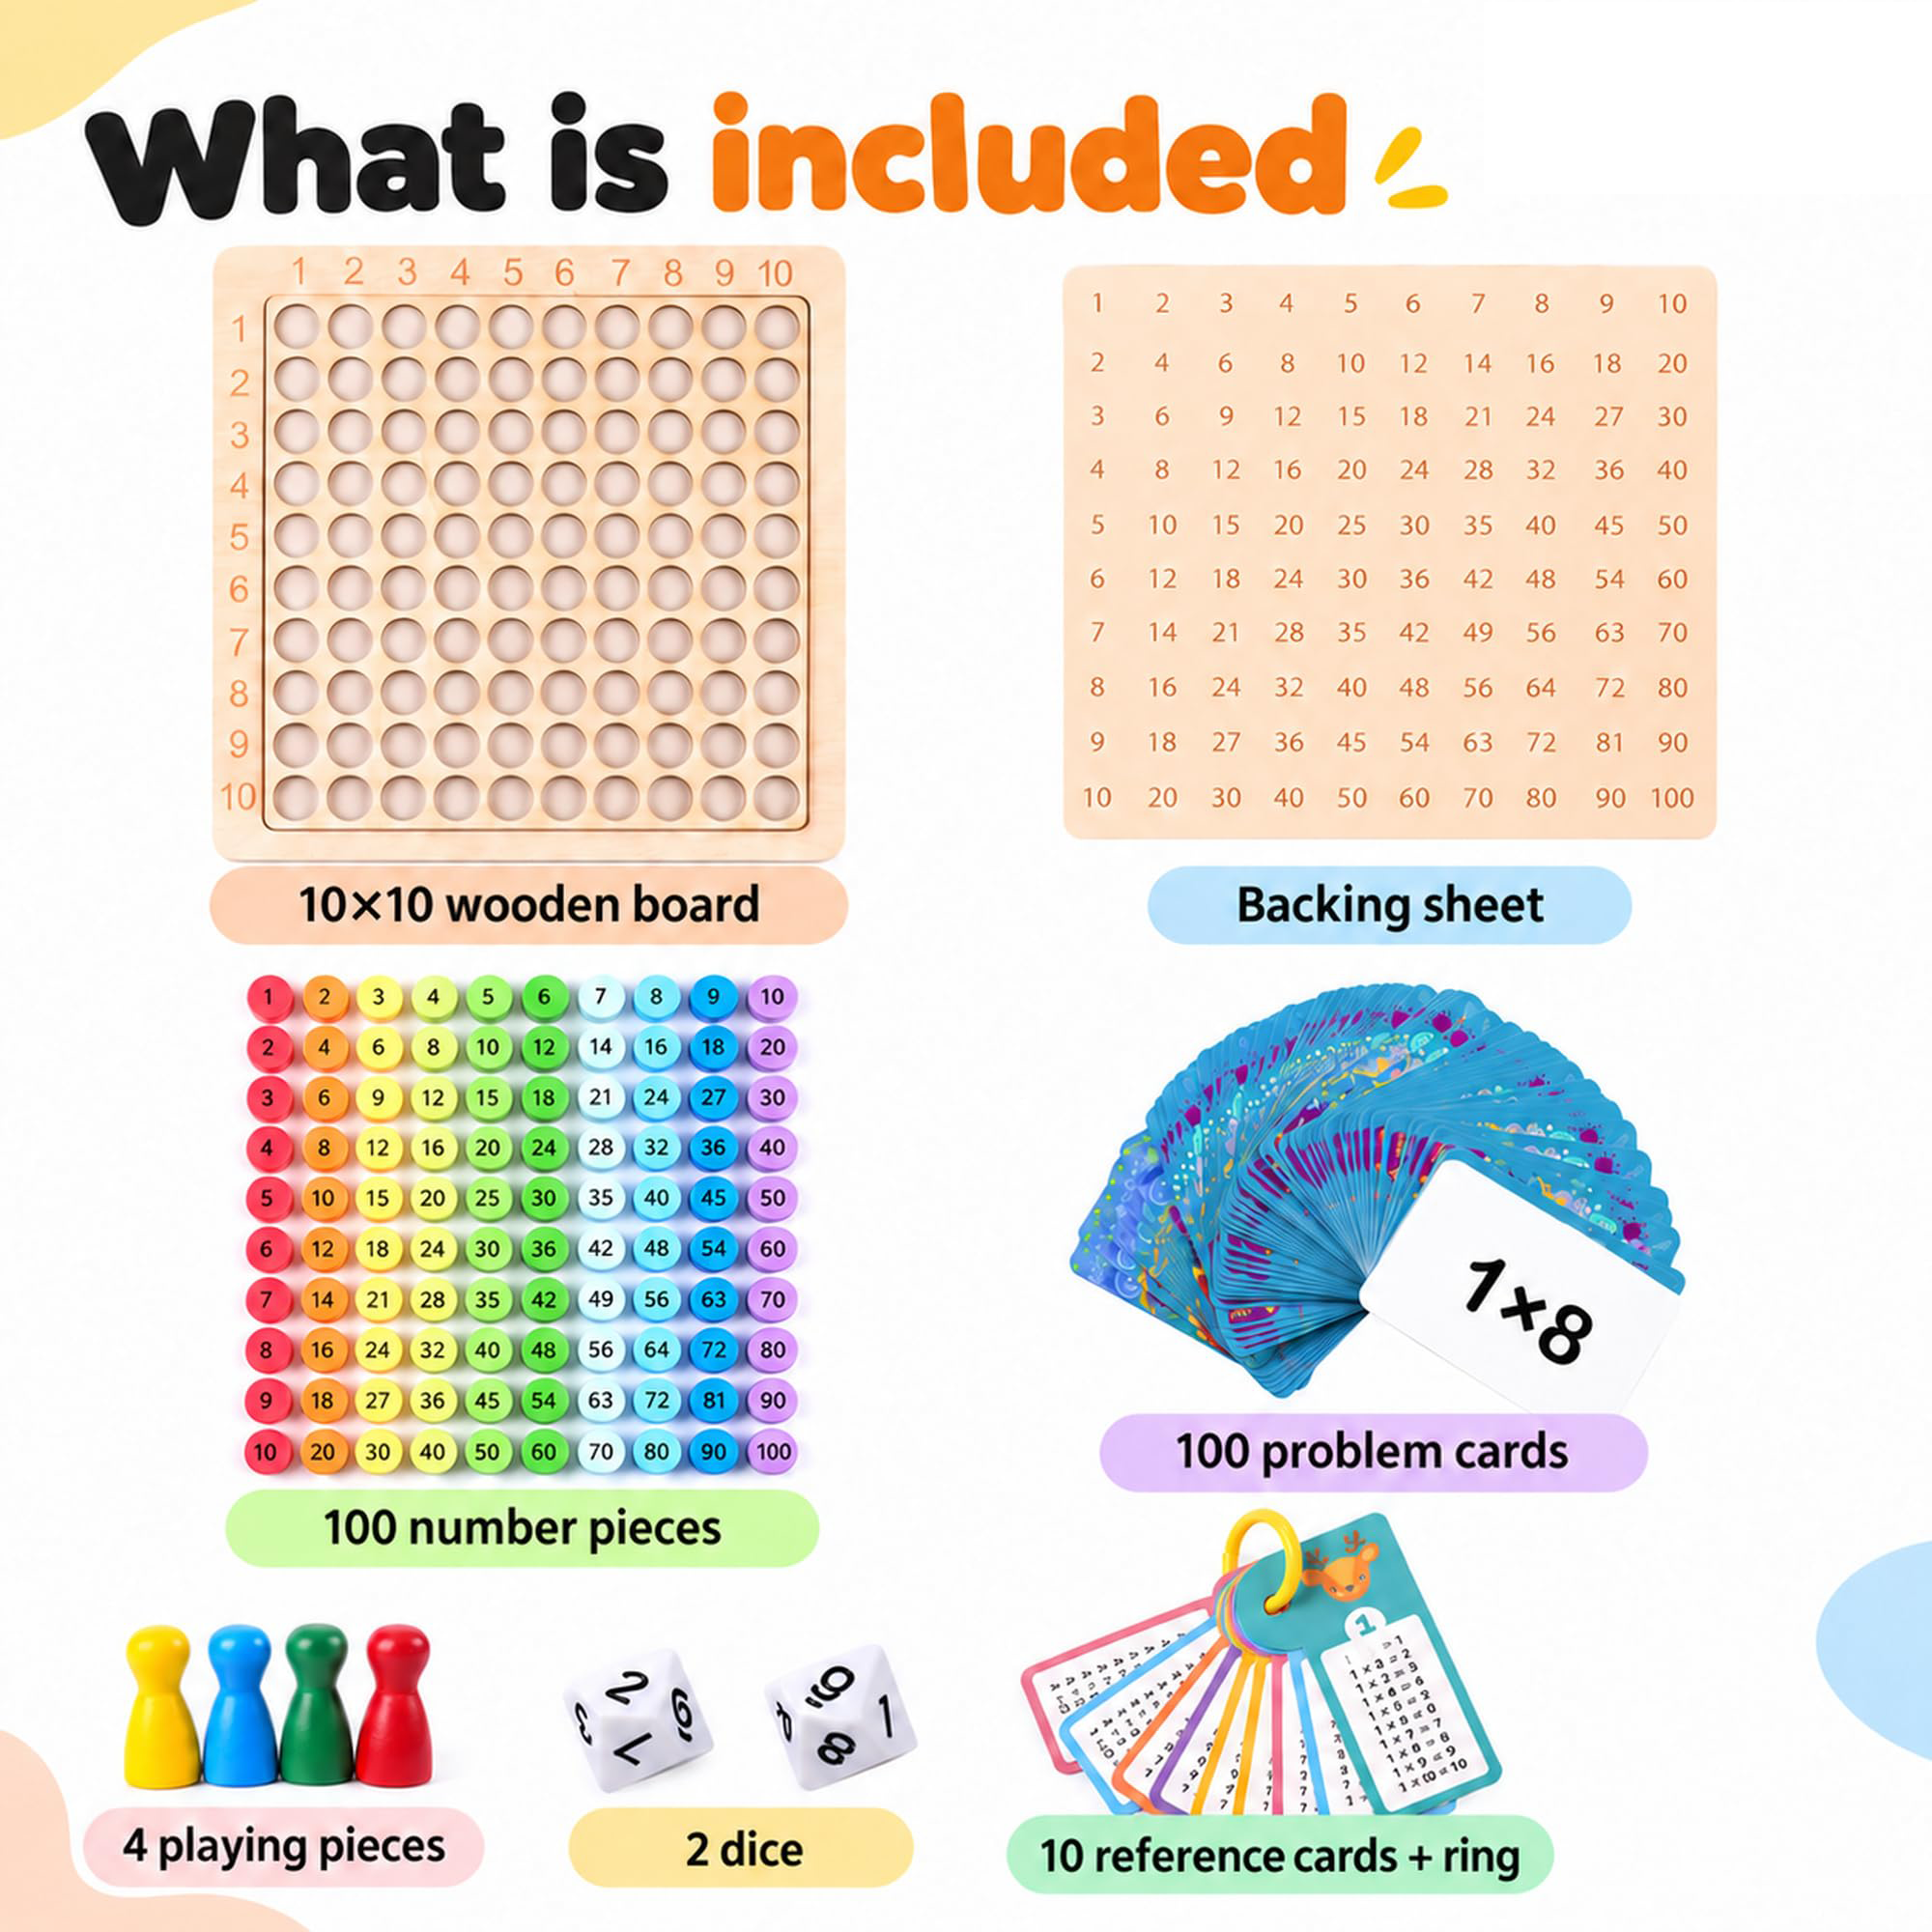 What is included
1 2 3 4 5 6 7 8 9 10
1
2
3
4
5
6
7
8
9
10
10×10 wooden board
1 2 3 4 5 6 7 8 9 10
2 4 6 8 10 12 14 16 18 20
3 6 9 12 15 18 21 24 27 30
4 8 12 16 20 24 28 32 36 40
5 10 15 20 25 30 35 40 45 50
6 12 18 24 30 36 42 48 54 60
7 14 21 28 35 42 49 56 63 70
8 16 24 32 40 48 56 64 72 80
9 18 27 36 45 54 63 72 81 90
10 20 30 40 50 60 70 80 90 100
Backing sheet
1 2 3 4 5 6 7 8 9 10
2 4 6 8 10 12 14 16 18 20
3 6 9 12 15 18 21 24 27 30
4 8 12 16 20 24 28 32 36 40
5 10 15 20 25 30 35 40 45 50
6 12 18 24 30 36 42 48 54 60
7 14 21 28 35 42 49 56 63 70
8 16 24 32 40 48 56 64 72 80
9 18 27 36 45 54 63 72 81 90
10 20 30 40 50 60 70 80 90 100
100 number pieces
1×8
100 problem cards
4 playing pieces
2
3
6
1
2 dice
9
8
1
1
10 reference cards + ring